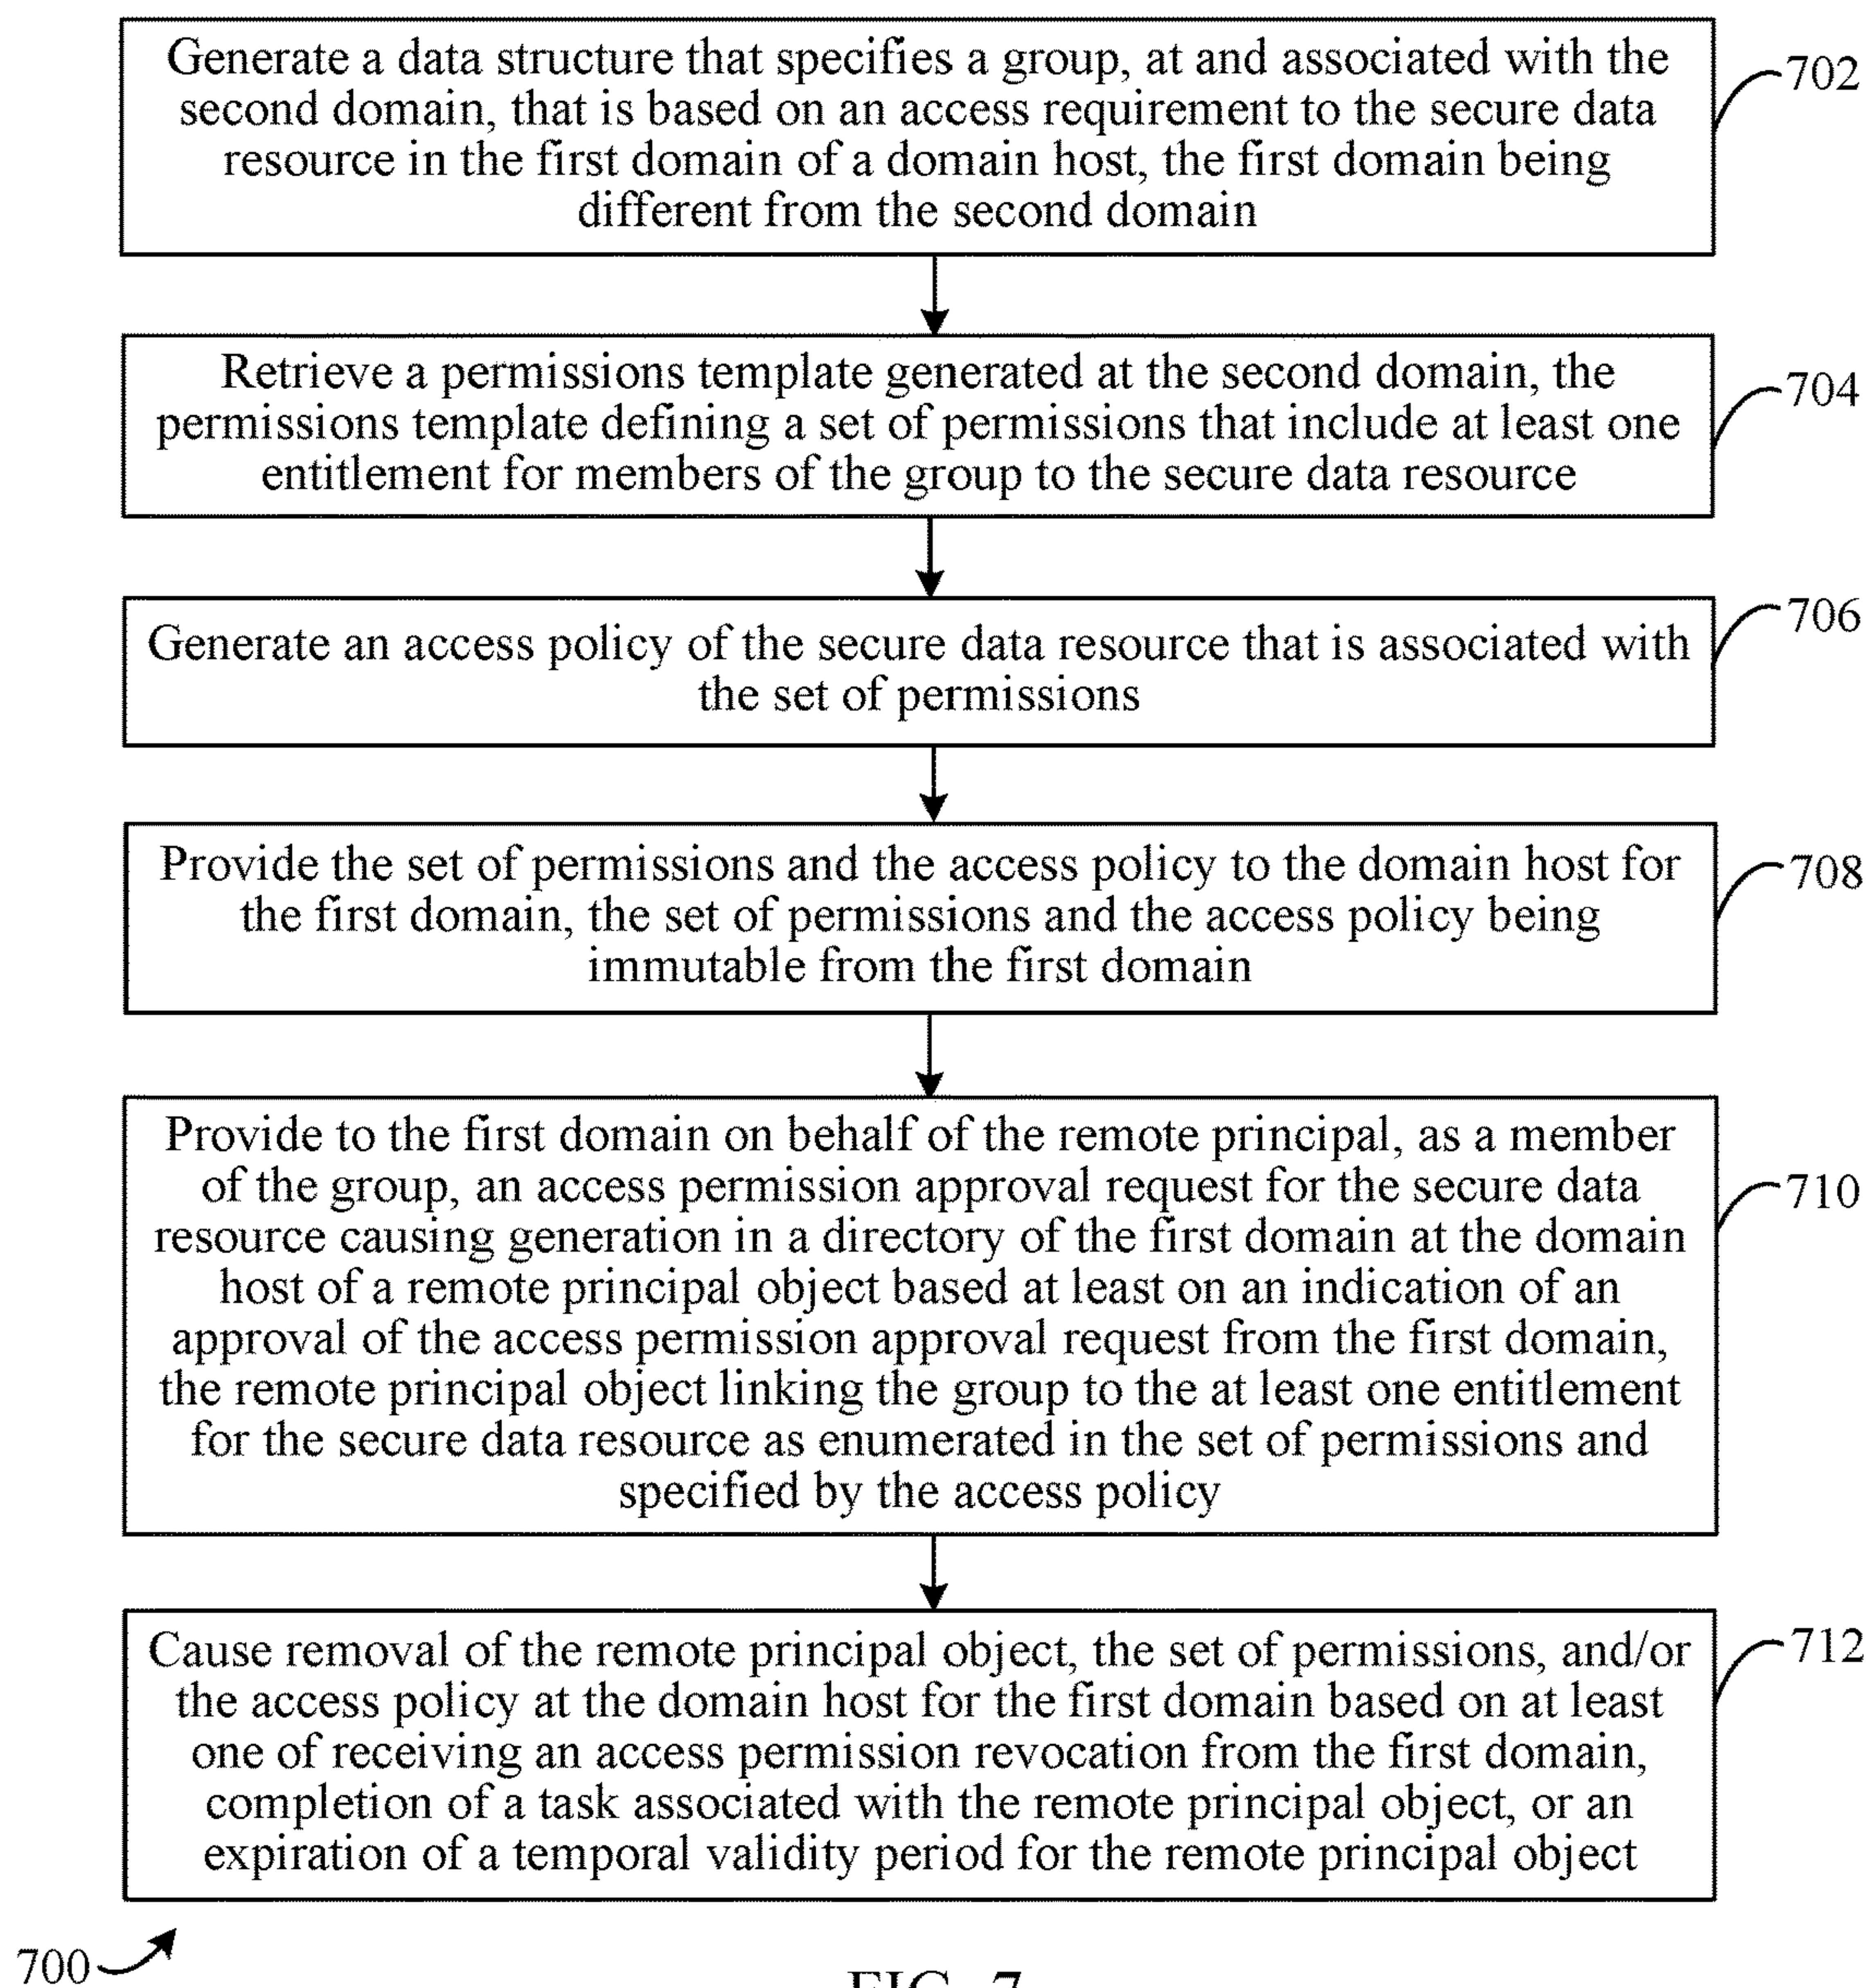 Generate a data structure that specifies a group, at and associated with the
second domain, that is based on an access requirement to the secure data
resource in the first domain of a domain host, the first domain being
different from the second domain
702
Retrieve a permissions template generated at the second domain, the
permissions template defining a set of permissions that include at least one
entitlement for members of the group to the secure data resource
704
Generate an access policy of the secure data resource that is associated with
the set of permissions
706
Provide the set of permissions and the access policy to the domain host for
the first domain, the set of permissions and the access policy being
immutable from the first domain
708
Provide to the first domain on behalf of the remote principal, as a member
of the group, an access permission approval request for the secure data
resource causing generation in a directory of the first domain at the domain
host of a remote principal object based at least on an indication of an
approval of the access permission approval request from the first domain,
the remote principal object linking the group to the at least one entitlement
for the secure data resource as enumerated in the set of permissions and
specified by the access policy
710
Cause removal of the remote principal object, the set of permissions, and/or
the access policy at the domain host for the first domain based on at least
one of receiving an access permission revocation from the first domain,
completion of a task associated with the remote principal object, or an
expiration of a temporal validity period for the remote principal object
712
700
FIG. 7